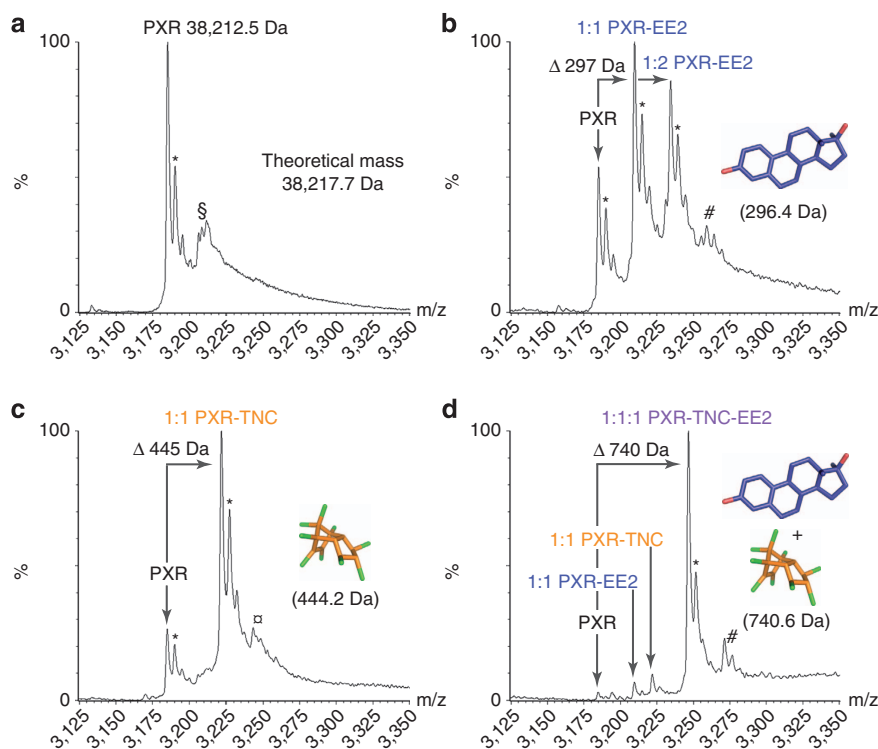 a
PXR 38,212.5 Da
100
*
Theoretical mass
38,217.7 Da
§
%
0
m/z
3,125 3,150 3,175 3,200 3,225 3,250 3,275 3,300 3,325 3,350
b
1:1 PXR-EE2
100
Δ 297 Da
1:2 PXR-EE2
PXR
*
*
*
#
(296.4 Da)
%
0
m/z
3,125 3,150 3,175 3,200 3,225 3,250 3,275 3,300 3,325 3,350
c
1:1 PXR-TNC
100
Δ 445 Da
*
PXR
(444.2 Da)
*
¤
%
0
m/z
3,125 3,150 3,175 3,200 3,225 3,250 3,275 3,300 3,325 3,350
d
1:1:1 PXR-TNC-EE2
100
Δ 740 Da
+
1:1 PXR-TNC
*
1:1 PXR-EE2
PXR
(740.6 Da)
#
%
0
m/z
3,125 3,150 3,175 3,200 3,225 3,250 3,275 3,300 3,325 3,350